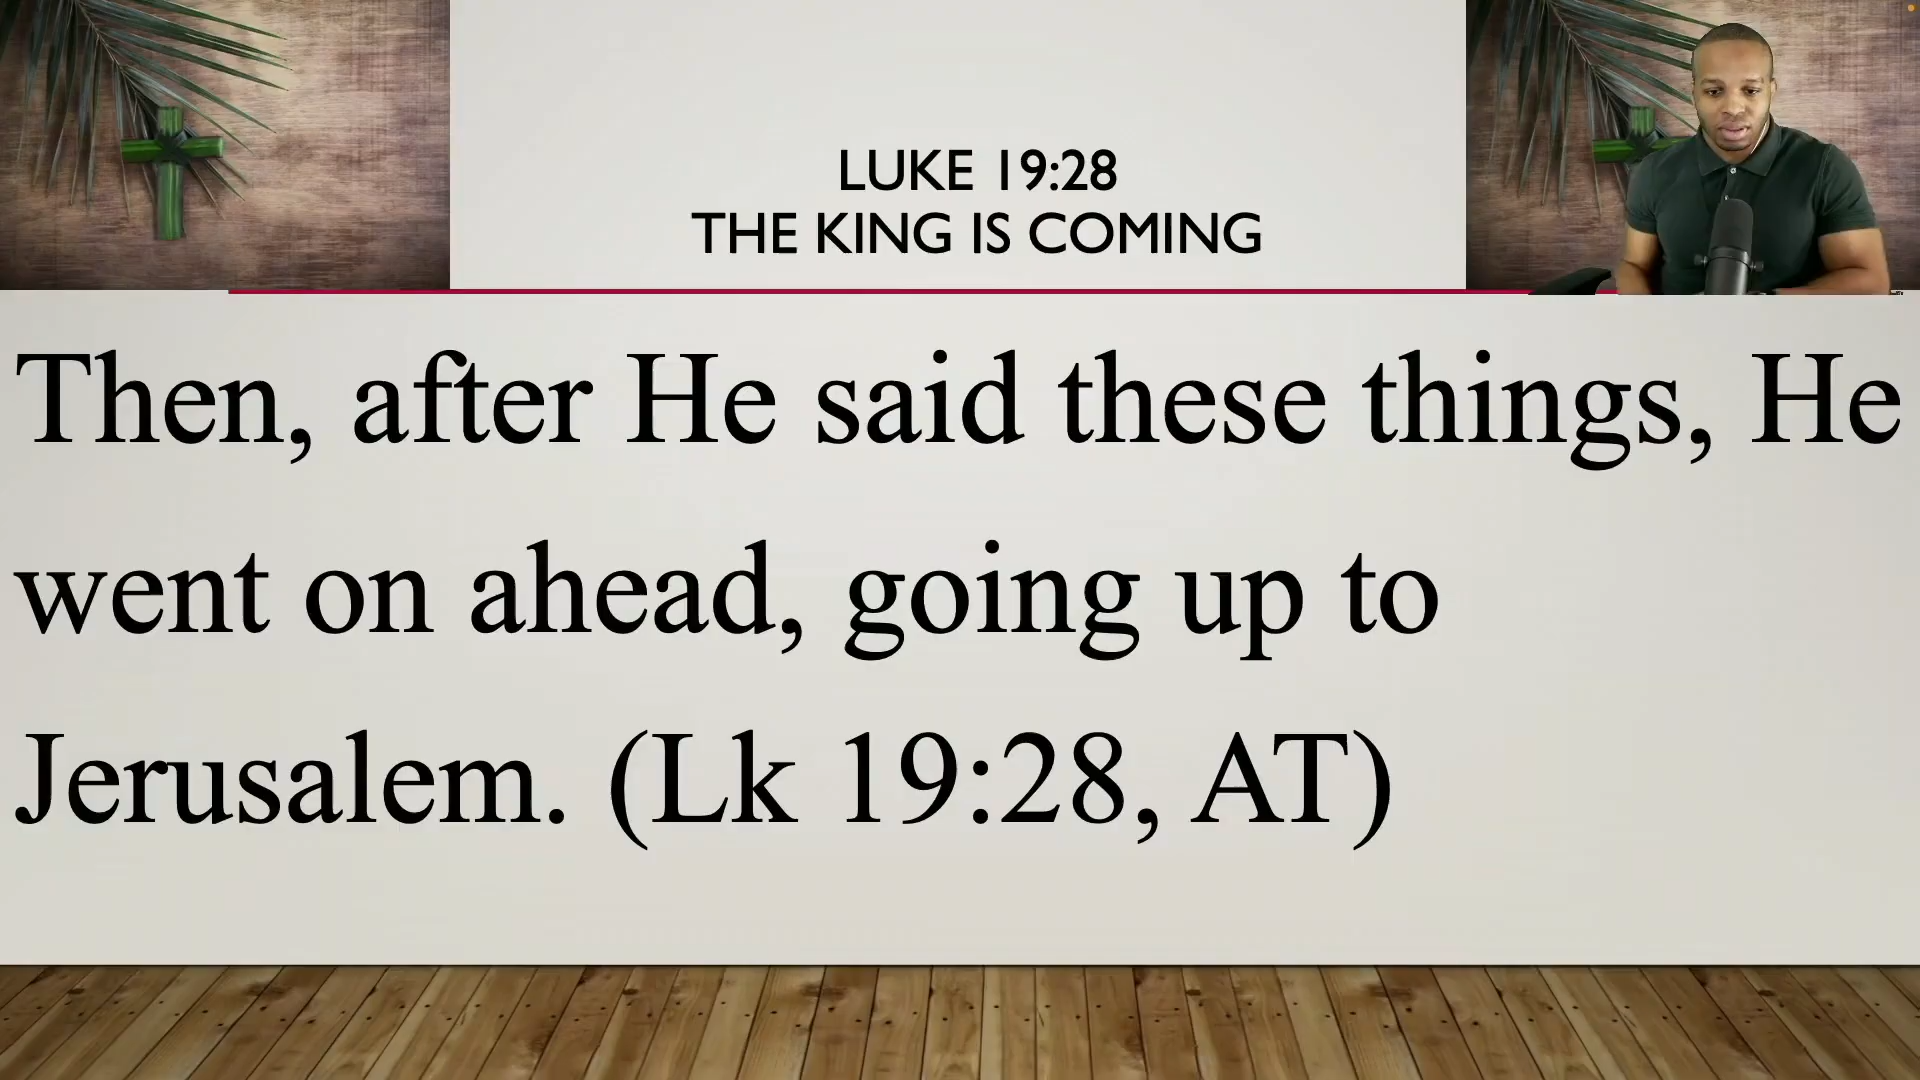 LUKE 19:28
THE KING IS COMING
Then, after He said these things, He
went on ahead, going up to
Jerusalem. (Lk 19:28, AT)